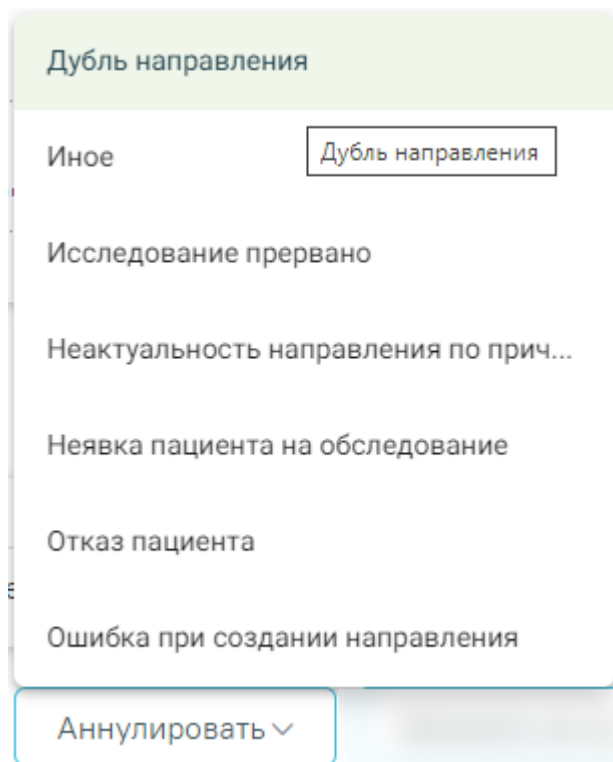 Дубль направления
Иное
Дубль направления
Исследование прервано
Неактуальность направления по прич...
Неявка пациента на обследование
Отказ пациента
Ошибка при создании направления
Аннулировать